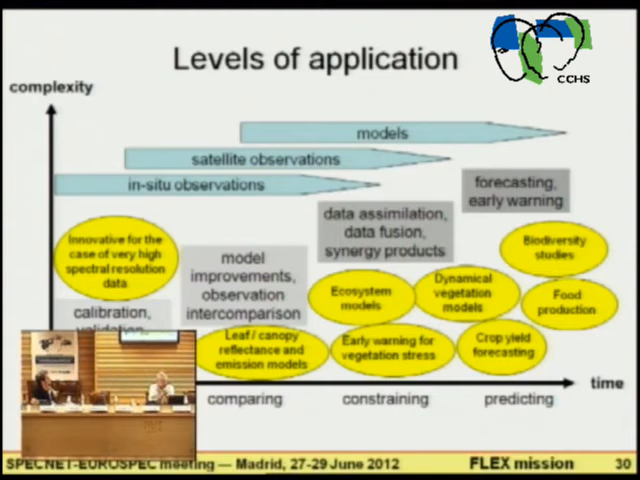 Levels of application
CCHS
complexity
models
satellite observations
in-situ observations
forecasting,
early warning
data assimilation,
data fusion,
synergy products
Innovative for the
case of very high
spectral resolution
data
model
improvements,
observation
intercomparison
calibration,
validation
Biodiversity
studies
Ecosystem
models
Dynamical
vegetation
models
Food
production
Leaf / canopy
reflectance and
emission models
Early warning for
vegetation stress
Crop yield
forecasting
time
comparing
constraining
predicting
SPECNET-EUROSPEC meeting — Madrid, 27-29 June 2012
FLEX mission
30